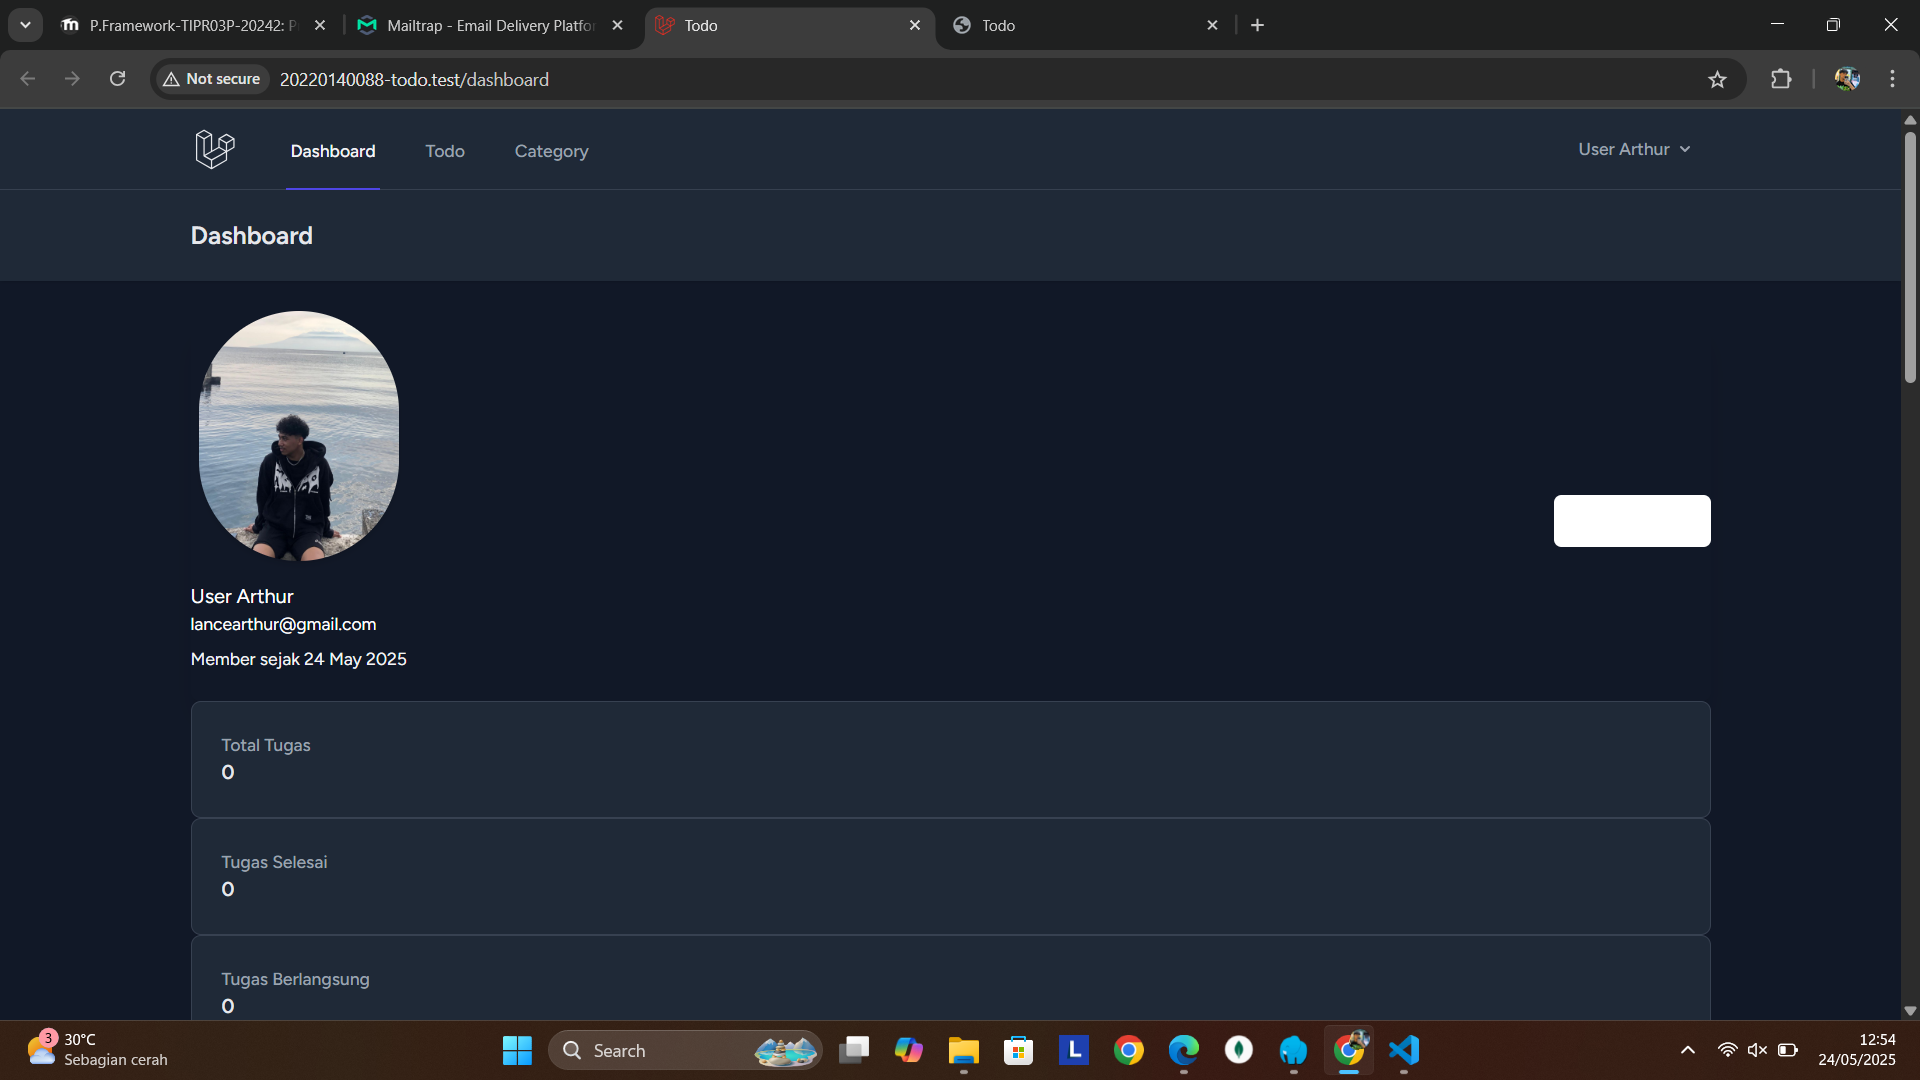 P.Framework-TIPR03P-20242: P
Mailtrap - Email Delivery Platfo
Todo
Todo
Not secure
20220140088-todo.test/dashboard
Dashboard
Todo
Category
User Arthur
Dashboard
User Arthur
lancearthur@gmail.com
Member sejak 24 May 2025
Total Tugas
0
Tugas Selesai
0
Tugas Berlangsung
0
3
30°C
Sebagian cerah
Search
L
12:54
24/05/2025